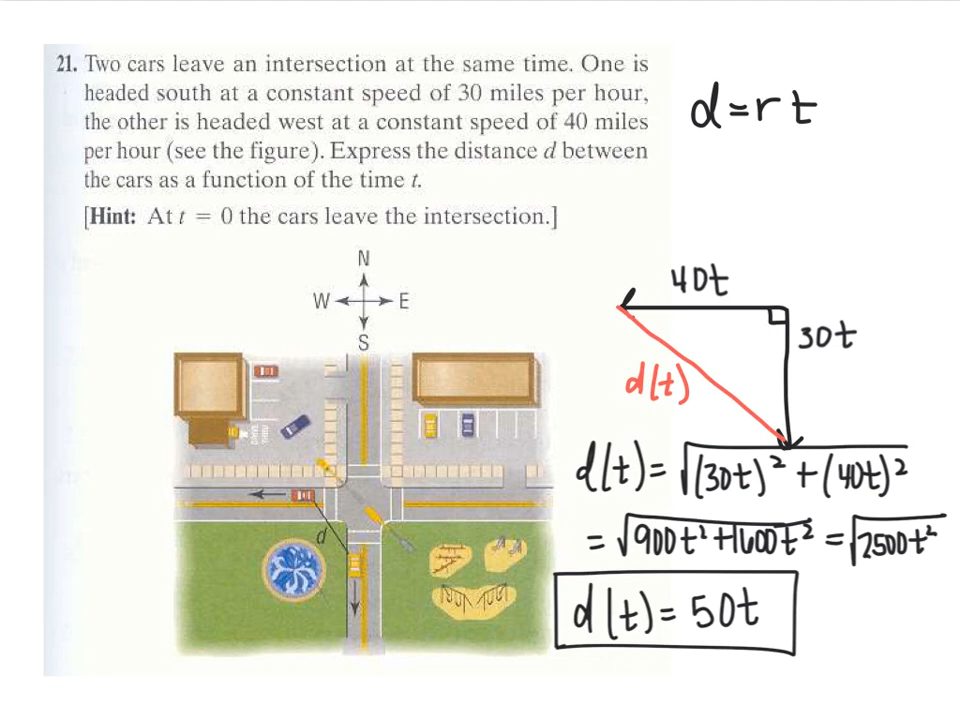 21. Two cars leave an intersection at the same time. One is
headed south at a constant speed of 30 miles per hour,
the other is headed west at a constant speed of 40 miles
per hour (see the figure). Express the distance d between
the cars as a function of the time t.
[Hint: At t = 0 the cars leave the intersection.]
d=rt
N
W E
S
40t
30t
d(t)
d
d(t)= √(30t)² +(40t)²
= √900t²+1600t² = √2500t²
d(t)= 50t